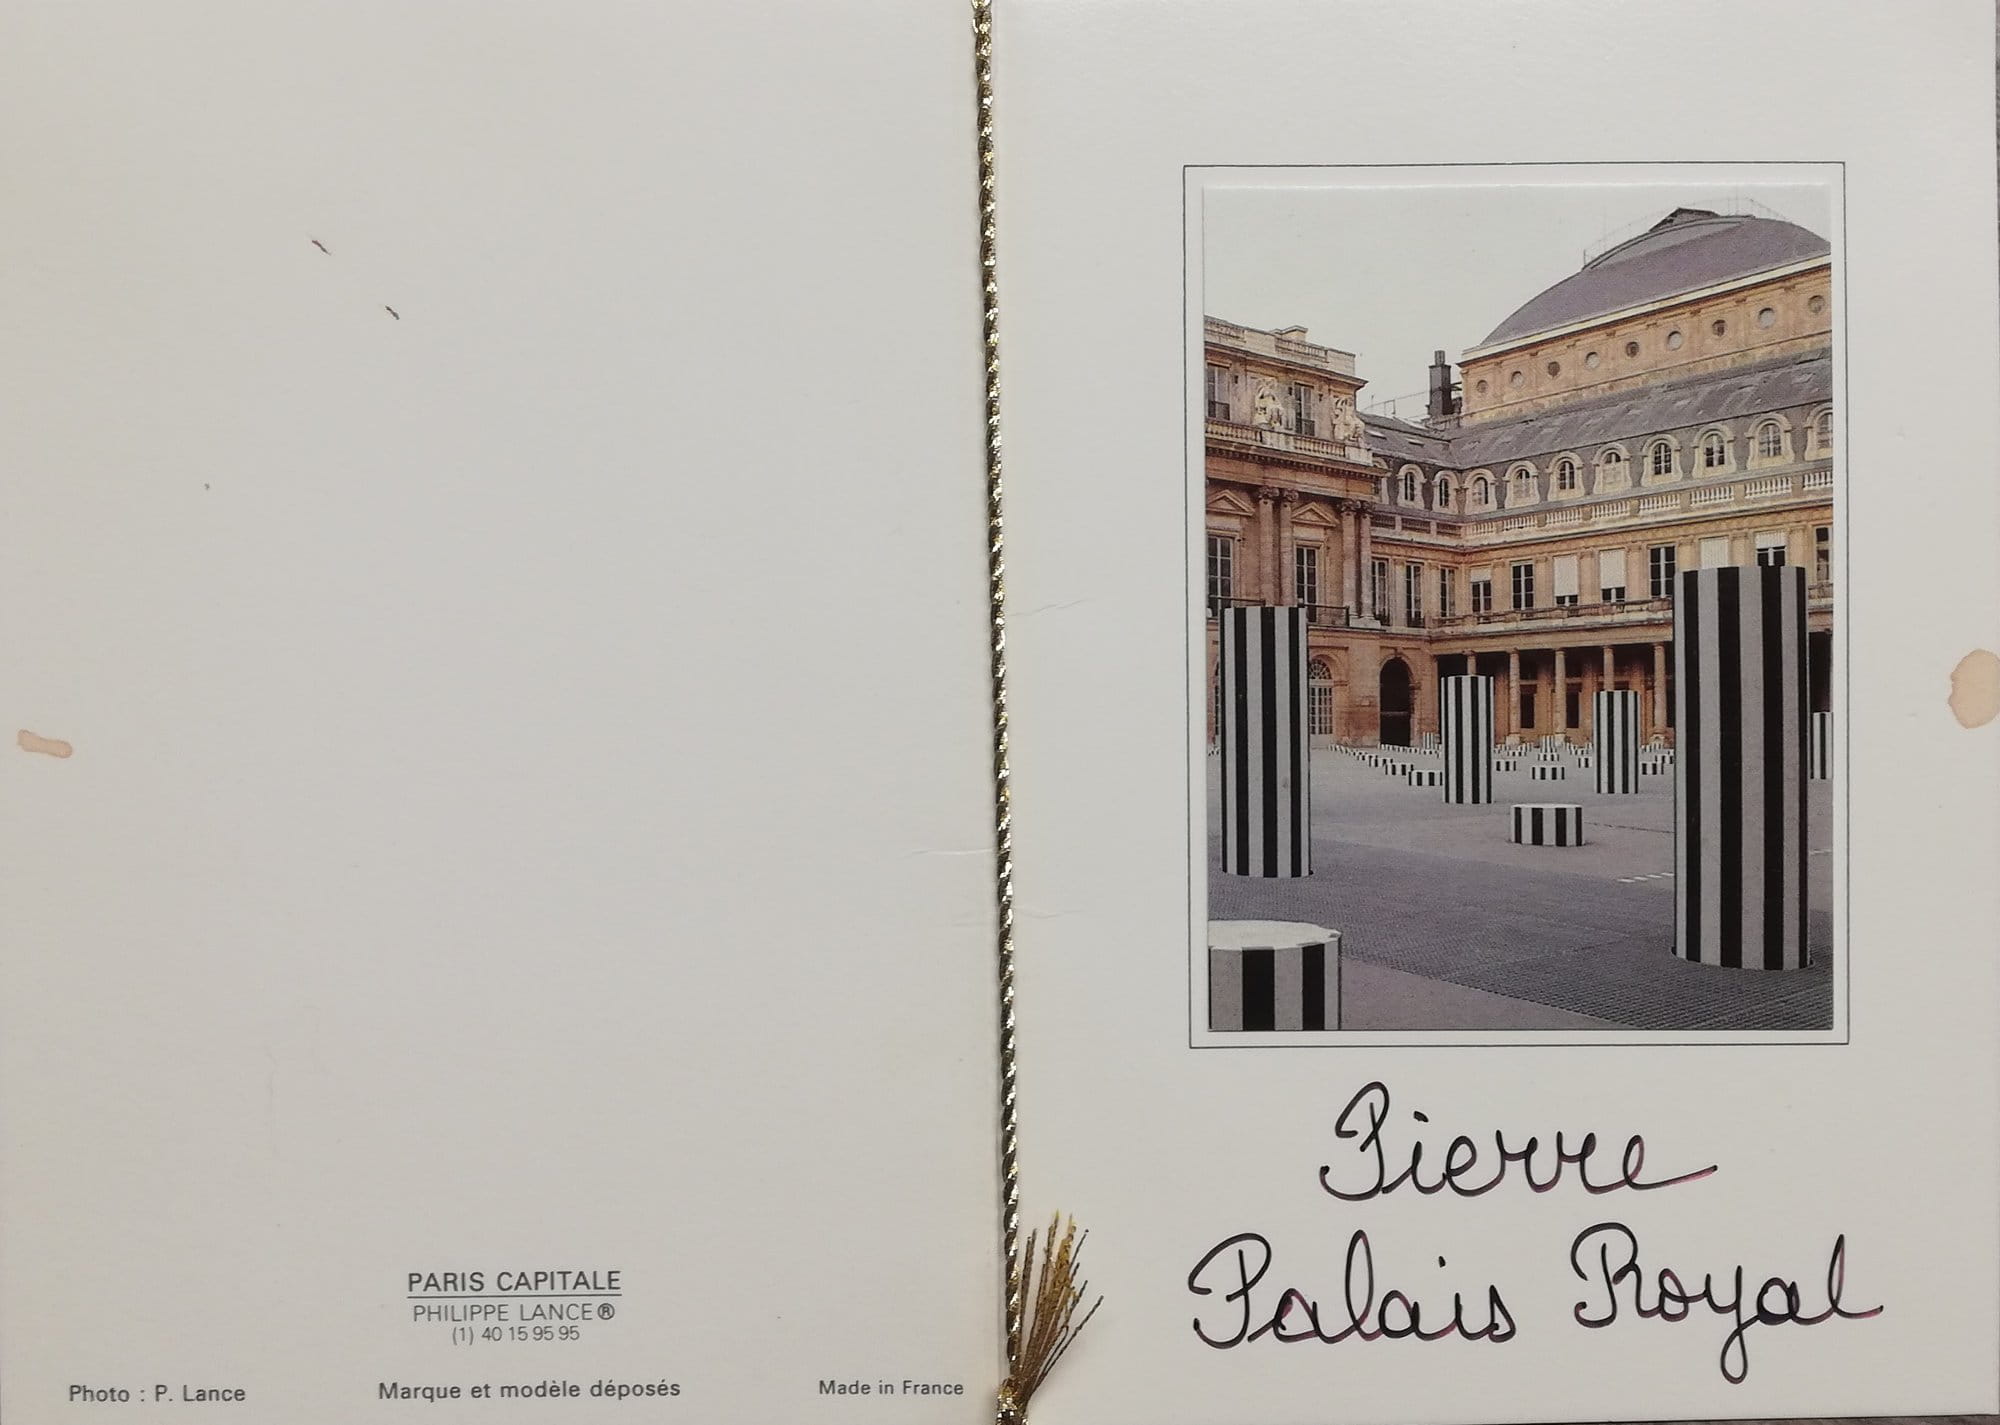 PARIS CAPITALE
PHILIPPE LANCE®
(1) 40 15 95 95
Photo : P. Lance
Marque et modèle déposés
Made in France
Pierre
Palais Royal